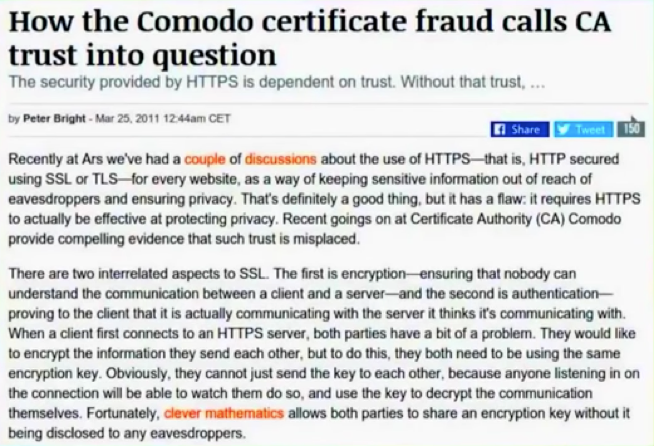 How the Comodo certificate fraud calls CA
trust into question
The security provided by HTTPS is dependent on trust. Without that trust, …
by Peter Bright - Mar 25, 2011 12:44am CET
Share Tweet 150
Recently at Ars we've had a couple of discussions about the use of HTTPS—that is, HTTP secured
using SSL or TLS—for every website, as a way of keeping sensitive information out of reach of
eavesdroppers and ensuring privacy. That's definitely a good thing, but it has a flaw: it requires HTTPS
to actually be effective at protecting privacy. Recent goings on at Certificate Authority (CA) Comodo
provide compelling evidence that such trust is misplaced.
There are two interrelated aspects to SSL. The first is encryption—ensuring that nobody can
understand the communication between a client and a server—and the second is authentication—
proving to the client that it is actually communicating with the server it thinks it's communicating with.
When a client first connects to an HTTPS server, both parties have a bit of a problem. They would like
to encrypt the information they send each other, but to do this, they both need to be using the same
encryption key. Obviously, they cannot just send the key to each other, because anyone listening in on
the connection will be able to watch them do so, and use the key to decrypt the communication
themselves. Fortunately, clever mathematics allows both parties to share an encryption key without it
being disclosed to any eavesdroppers.